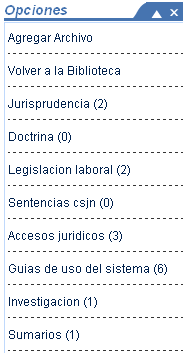 Opciones
Agregar Archivo
Volver a la Biblioteca
Jurisprudencia (2)
Doctrina (0)
Legislacion laboral (2)
Sentencias csjn (0)
Accesos juridicos (3)
Guias de uso del sistema (6)
Investigacion (1)
Sumarios (1)